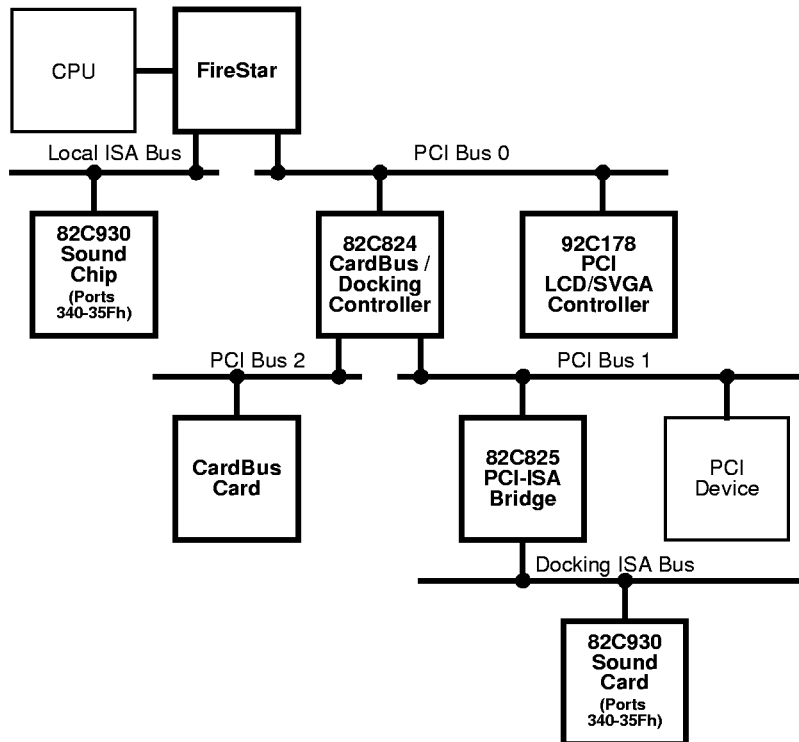 CPU
FireStar
Local ISA Bus
PCI Bus 0
82C930
Sound
Chip
(Ports
340-35Fh)
82C824
CardBus /
Docking
Controller
92C178
PCI
LCD/SVGA
Controller
PCI Bus 2
PCI Bus 1
CardBus
Card
82C825
PCI-ISA
Bridge
PCI
Device
Docking ISA Bus
82C930
Sound
Card
(Ports
340-35Fh)